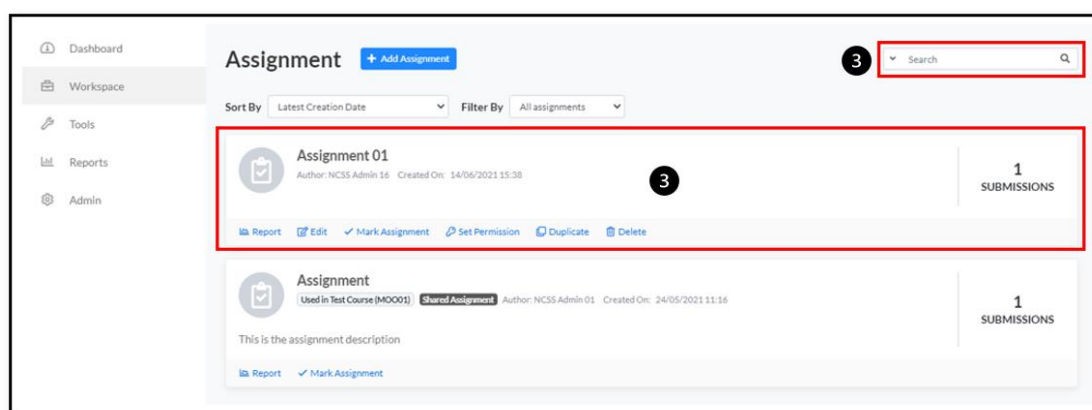 Dashboard
Workspace
Tools
Reports
Admin
Assignment + Add Assignment
3 Search
Sort By Latest Creation Date Filter By All assignments
Assignment 01
Author: NCSS Admin 16 Created On: 14/06/2021 15:38
3
1
SUBMISSIONS
Report Edit Mark Assignment Set Permission Duplicate Delete
Assignment
Used in Test Course (MOO01) Shared Assignment Author: NCSS Admin 01 Created On: 24/05/2021 11:16
1
SUBMISSIONS
This is the assignment description
Report Mark Assignment